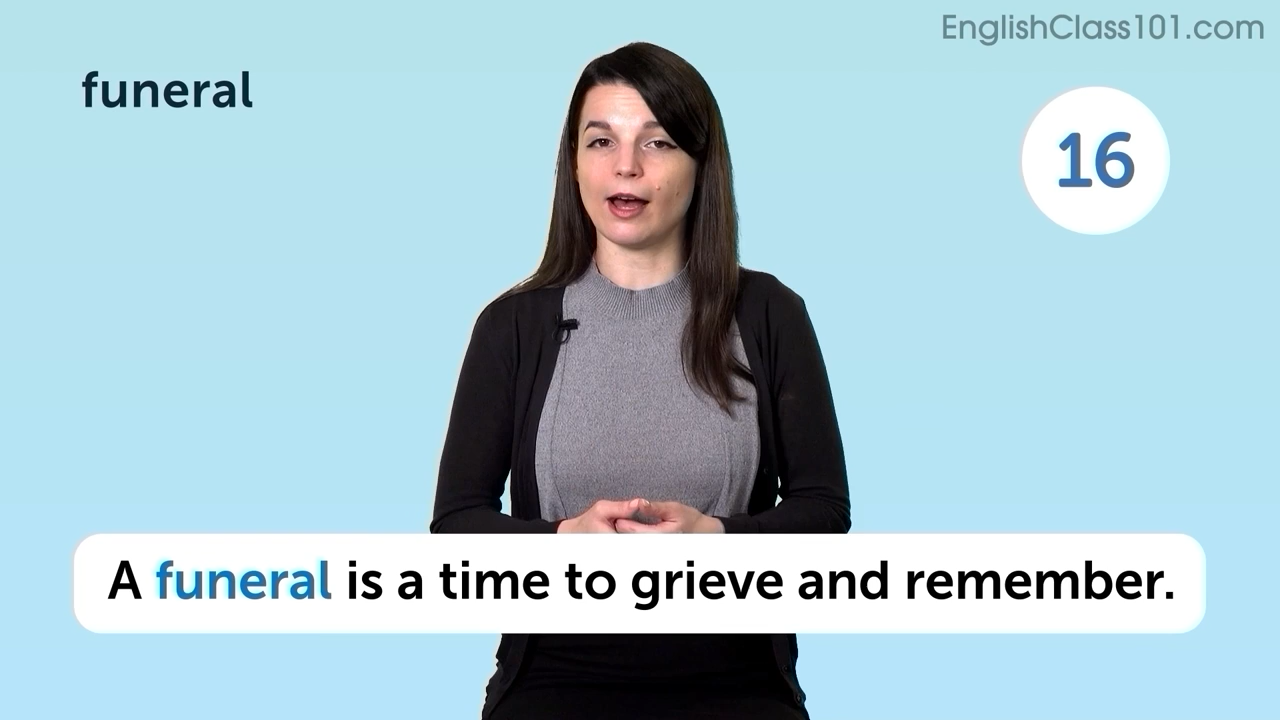 EnglishClass101.com
funeral
16
A funeral is a time to grieve and remember.